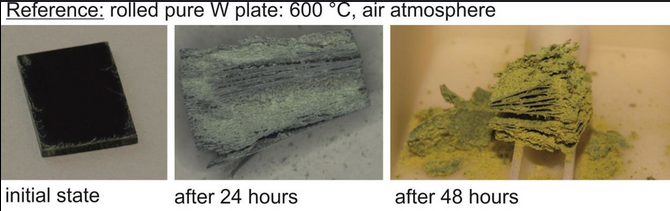 Reference: rolled pure W plate: 600 °C, air atmosphere
initial state
after 24 hours
after 48 hours